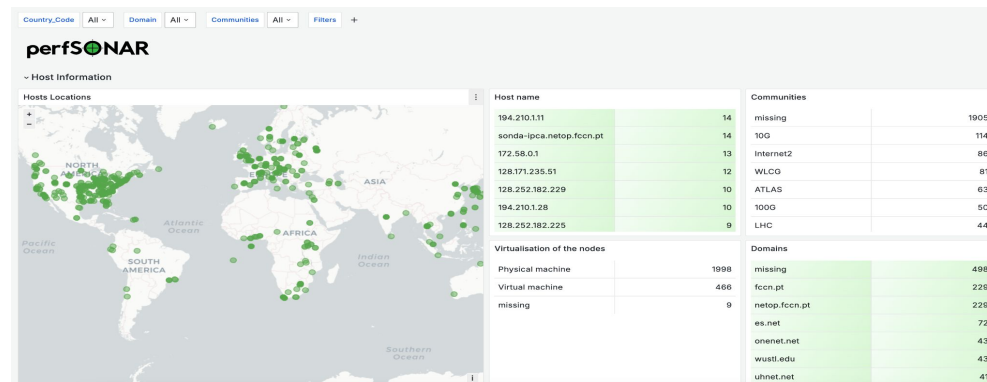 Country_Code All Domain All Communities All Filters +
perfSONAR
Host Information
Hosts Locations
+
-
NORTH
AMERICA
ASIA
Atlantic
Ocean
AFRICA
Pacific
Ocean
Indian
Ocean
SOUTH
AMERICA
Southern
Ocean
i
Host name
194.210.1.11 14
sonda-ipca.netop.fccn.pt 14
172.58.0.1 13
128.171.235.51 12
128.252.182.229 10
194.210.1.28 10
128.252.182.225 9
Communities
missing 1905
10G 114
Internet2 86
WLCG 81
ATLAS 63
100G 50
LHC 44
Virtualisation of the nodes
Physical machine 1998
Virtual machine 466
missing 9
Domains
missing 498
fccn.pt 229
netop.fccn.pt 229
es.net 72
onenet.net 43
wustl.edu 43
uhnet.net 41